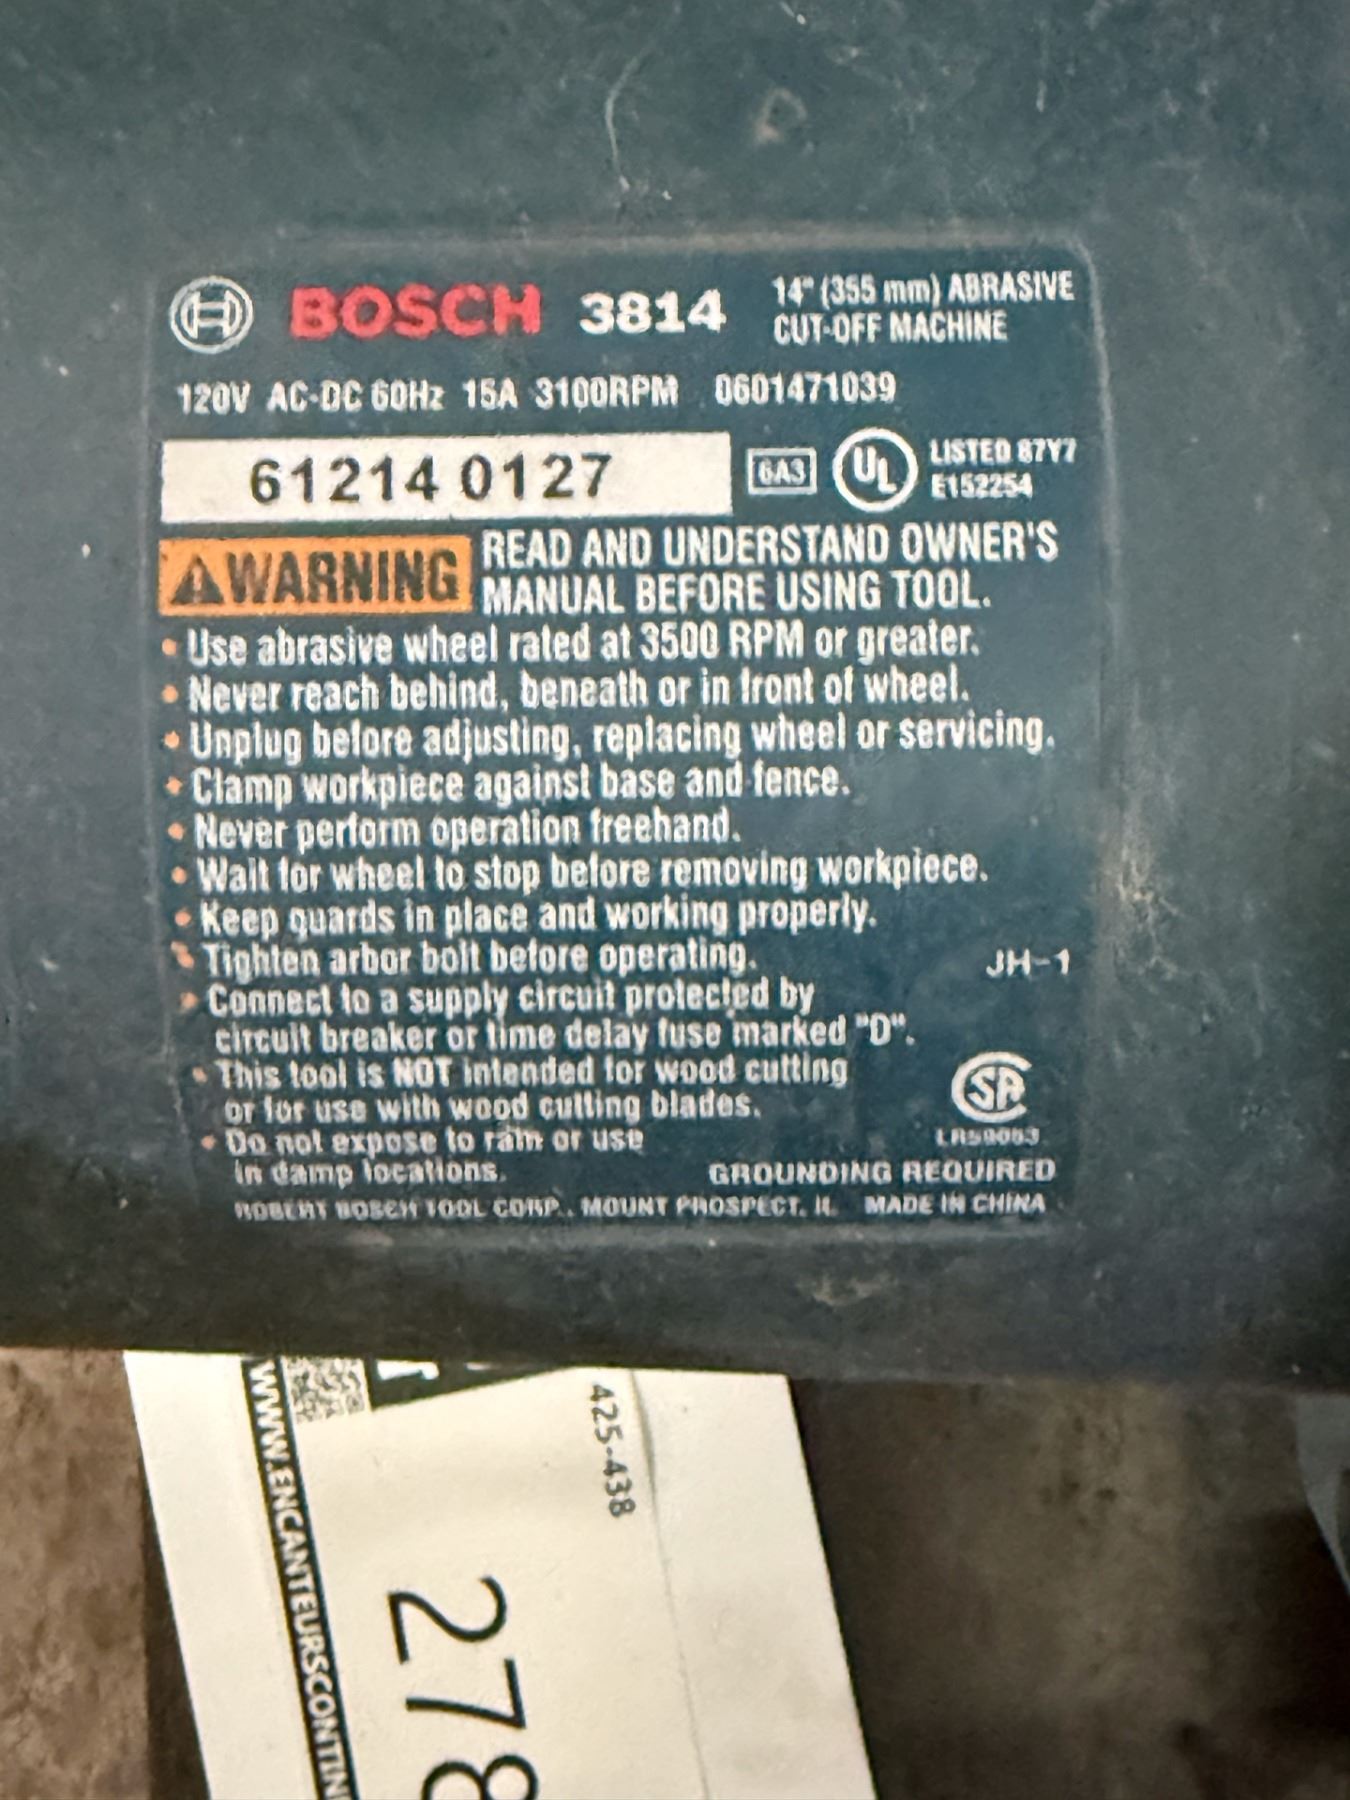 BOSCH 3814 14" (355 mm) ABRASIVE
CUT-OFF MACHINE
120V AC-DC 60Hz 15A 3100RPM 0601471039
61214 0127
6A3
UL
LISTED 87Y7
E152254
WARNING
READ AND UNDERSTAND OWNER'S
MANUAL BEFORE USING TOOL.
• Use abrasive wheel rated at 3500 RPM or greater.
• Never reach behind, beneath or in front of wheel.
• Unplug before adjusting, replacing wheel or servicing.
• Clamp workpiece against base and fence.
• Never perform operation freehand.
• Wait for wheel to stop before removing workpiece.
• Keep guards in place and working properly.
• Tighten arbor bolt before operating.
JH-1
• Connect to a supply circuit protected by
circuit breaker or time delay fuse marked "D".
• This tool is NOT intended for wood cutting
or for use with wood cutting blades.
SA
LR59053
• Do not expose to rain or use
in damp locations.
GROUNDING REQUIRED
ROBERT BOSCH TOOL CORP., MOUNT PROSPECT, IL MADE IN CHINA
425-438
278